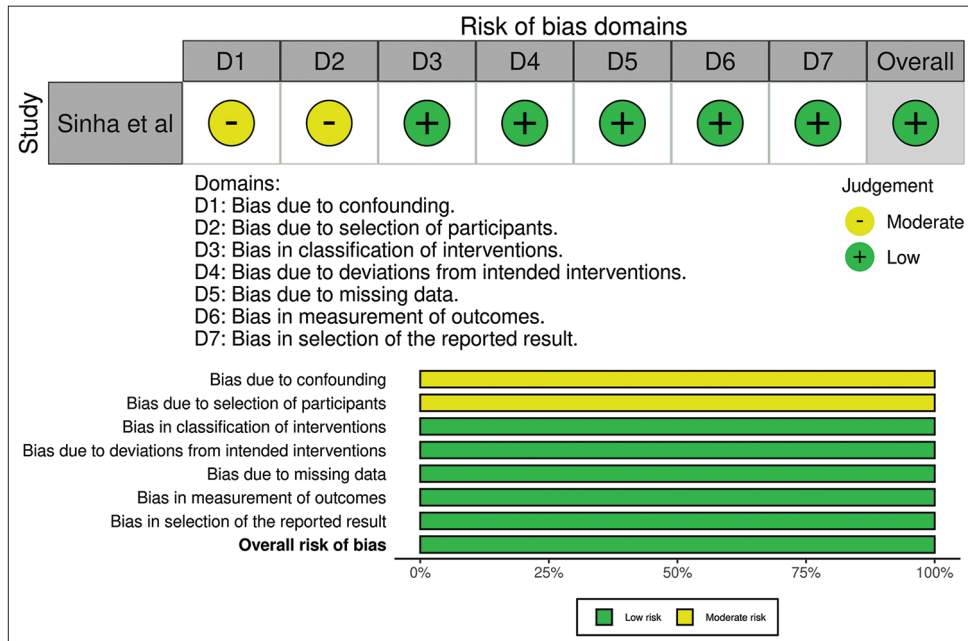 Risk of bias domains
D1 D2 D3 D4 D5 D6 D7 Overall
Study
Sinha et al - - + + + + + +
Domains:
D1: Bias due to confounding.
D2: Bias due to selection of participants.
D3: Bias in classification of interventions.
D4: Bias due to deviations from intended interventions.
D5: Bias due to missing data.
D6: Bias in measurement of outcomes.
D7: Bias in selection of the reported result.
Judgement
- Moderate
+ Low
Bias due to confounding
Bias due to selection of participants
Bias in classification of interventions
Bias due to deviations from intended interventions
Bias due to missing data
Bias in measurement of outcomes
Bias in selection of the reported result
Overall risk of bias
0% 25% 50% 75% 100%
Low risk Moderate risk